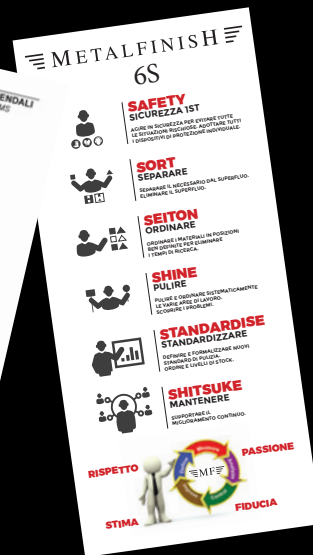 ENDALI
METALFINISH
6S
SAFETY
SICUREZZA 1ST
AGIRE IN SICUREZZA PER EVITARE TUTTE
LE SITUAZIONI RISCHIOSE. ADOTTARE TUTTI
I DISPOSITIVI DI PROTEZIONE INDIVIDUALE.
SORT
SEPARARE
SEPARARE IL NECESSARIO DAL SUPERFLUO.
ELIMINARE IL SUPERFLUO.
SEITON
ORDINARE
ORDINARE I MATERIALI IN POSIZIONI
BEN DEFINITE PER ELIMINARE
I TEMPI DI RICERCA.
SHINE
PULIRE
PULIRE E ORDINARE SISTEMATICAMENTE
LE VARIE AREE DI LAVORO.
SCOBRIRE I PROBLEMI.
STANDARDISE
STANDARDIZZARE
DEFINIRE E FORMALIZZARE NUOVI
STANDARD DI PULIZIA.
ORDINE E LIVELLI DI STOCK.
SHITSUKE
MANTENERE
SUPPORTARE IL
MIGLIORAMENTO CONTINUO.
RISPETTO
PASSIONE
MF
STIMA
FIDUCIA